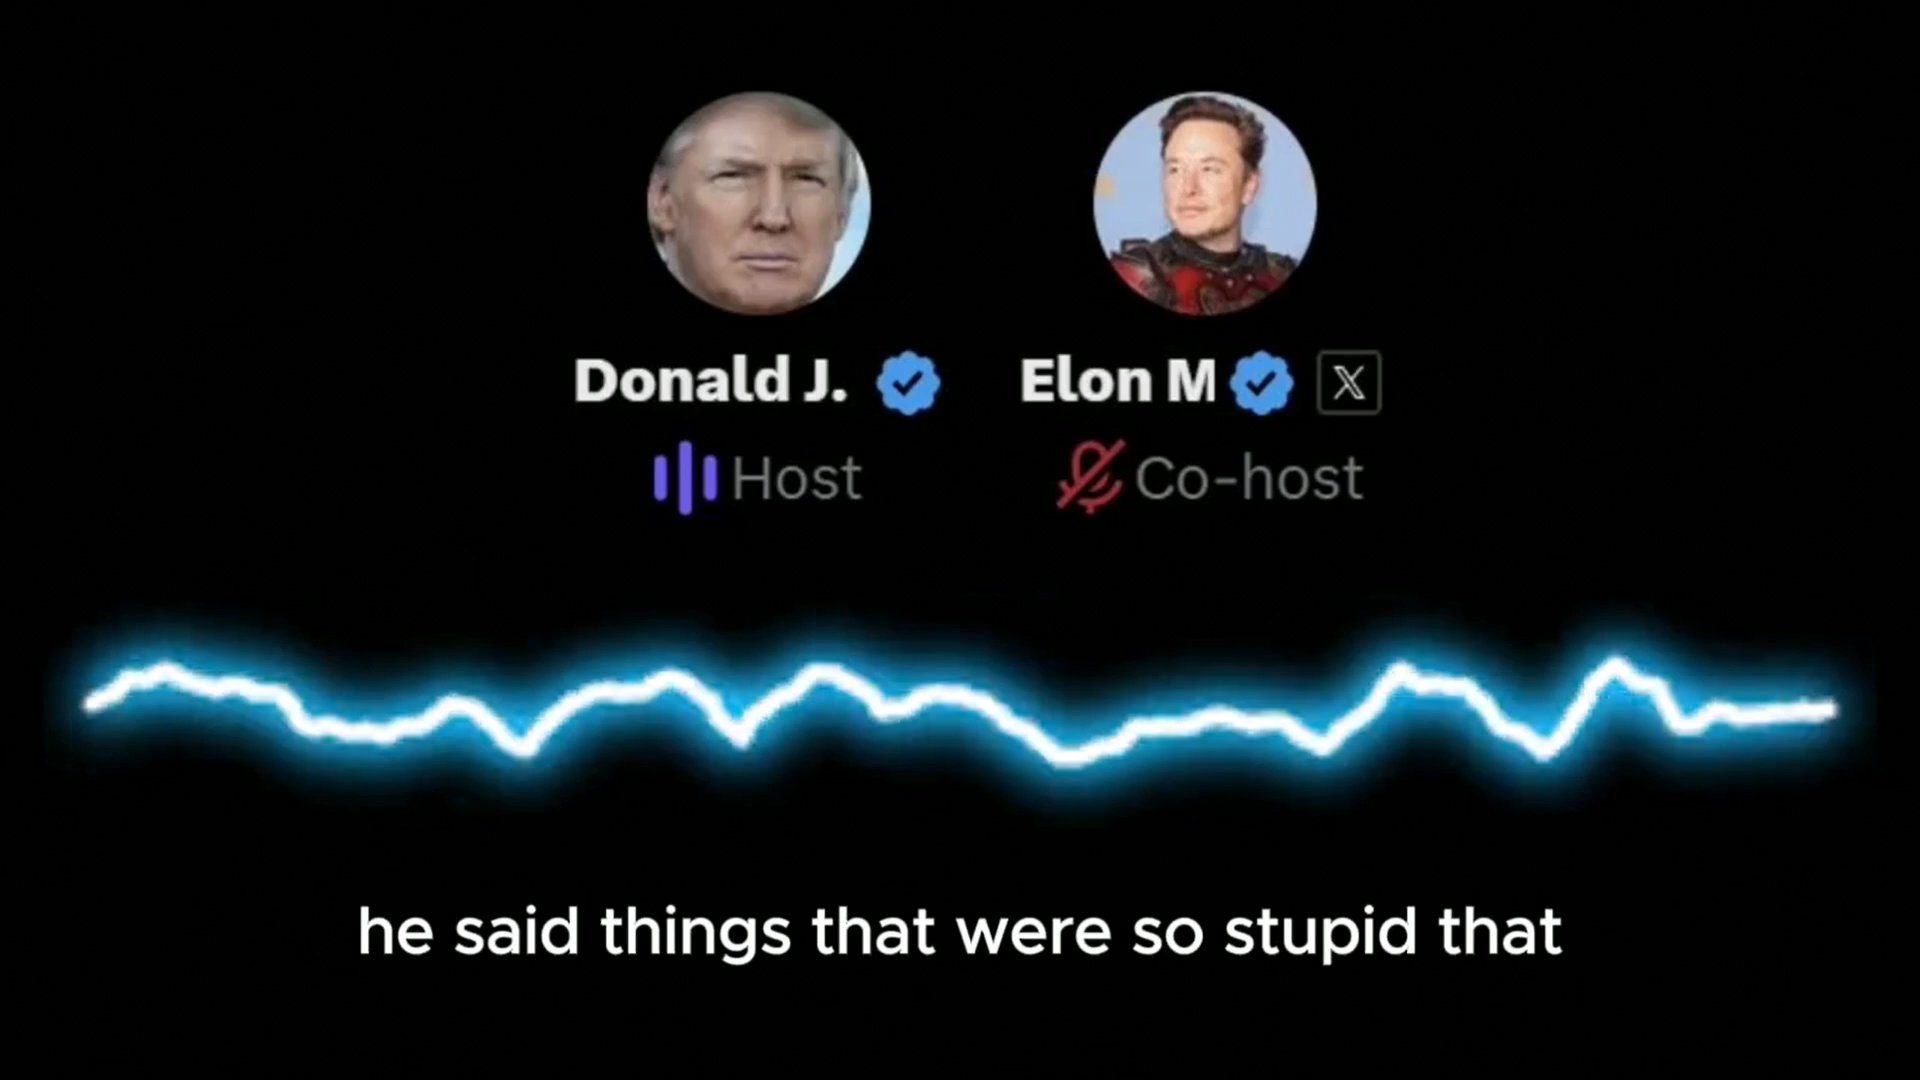 Donald J. Elon M X
Host Co-host
he said things that were so stupid that